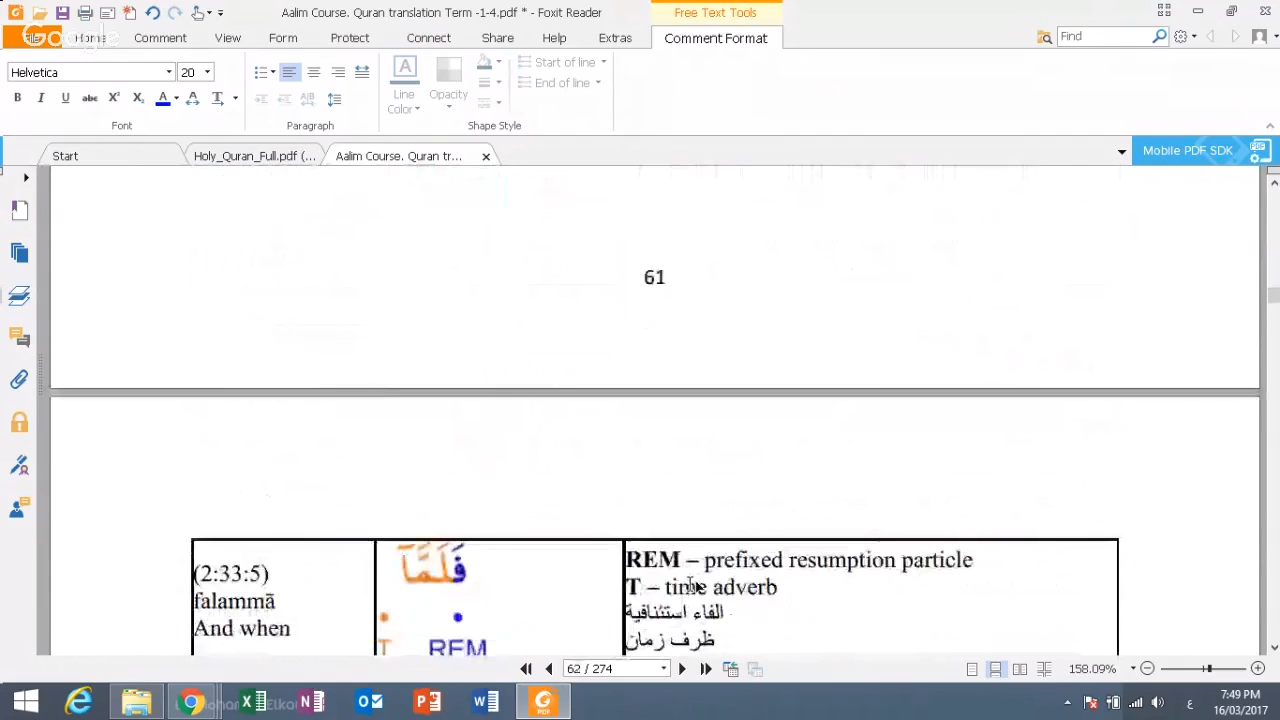 Aalim Course. Quran translation Term -1-4.pdf * - Foxit Reader
Free Text Tools
File Home Comment View Form Protect Connect Share Help Extras Comment Format
Find
Google
Helvetica 20
Start of line
End of line
Line
Color
Opacity
Font Paragraph Shape Style
Start Holy_Quran_Full.pdf (... Aalim Course. Quran tr... Mobile PDF SDK
61
(2:33:5)
falammā
And when
فَلَمَّآ
T REM
REM – prefixed resumption particle
T – time adverb
الفاء استئنافية
ظرف زمان
62 / 274
158.09%
7:49 PM
16/03/2017